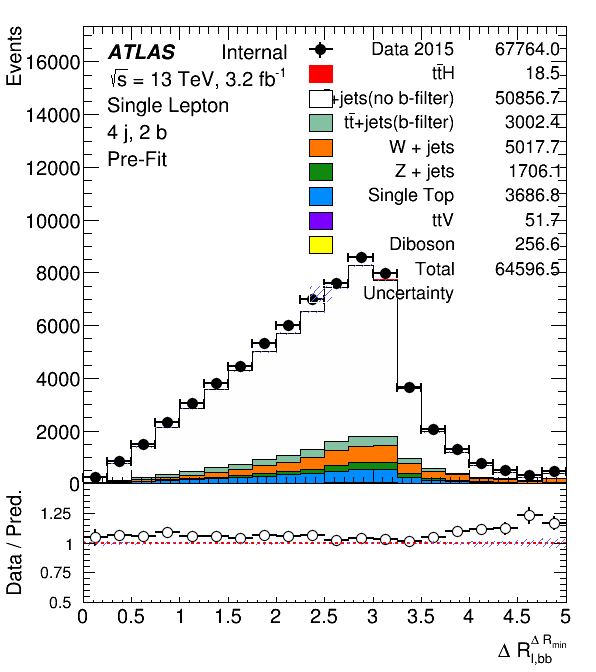 Events
ATLAS Internal
√s = 13 TeV, 3.2 fb-1
Single Lepton
4 j, 2 b
Pre-Fit
Data 2015 67764.0
tt̄H 18.5
+jets(no b-filter) 50856.7
tt̄+jets(b-filter) 3002.4
W + jets 5017.7
Z + jets 1706.1
Single Top 3686.8
ttV 51.7
Diboson 256.6
Total 64596.5
Uncertainty
16000
14000
12000
10000
8000
6000
4000
2000
0
Data / Pred.
1.25
1
0.75
0.5
0 0.5 1 1.5 2 2.5 3 3.5 4 4.5 5
Δ R l,bb Δ R min